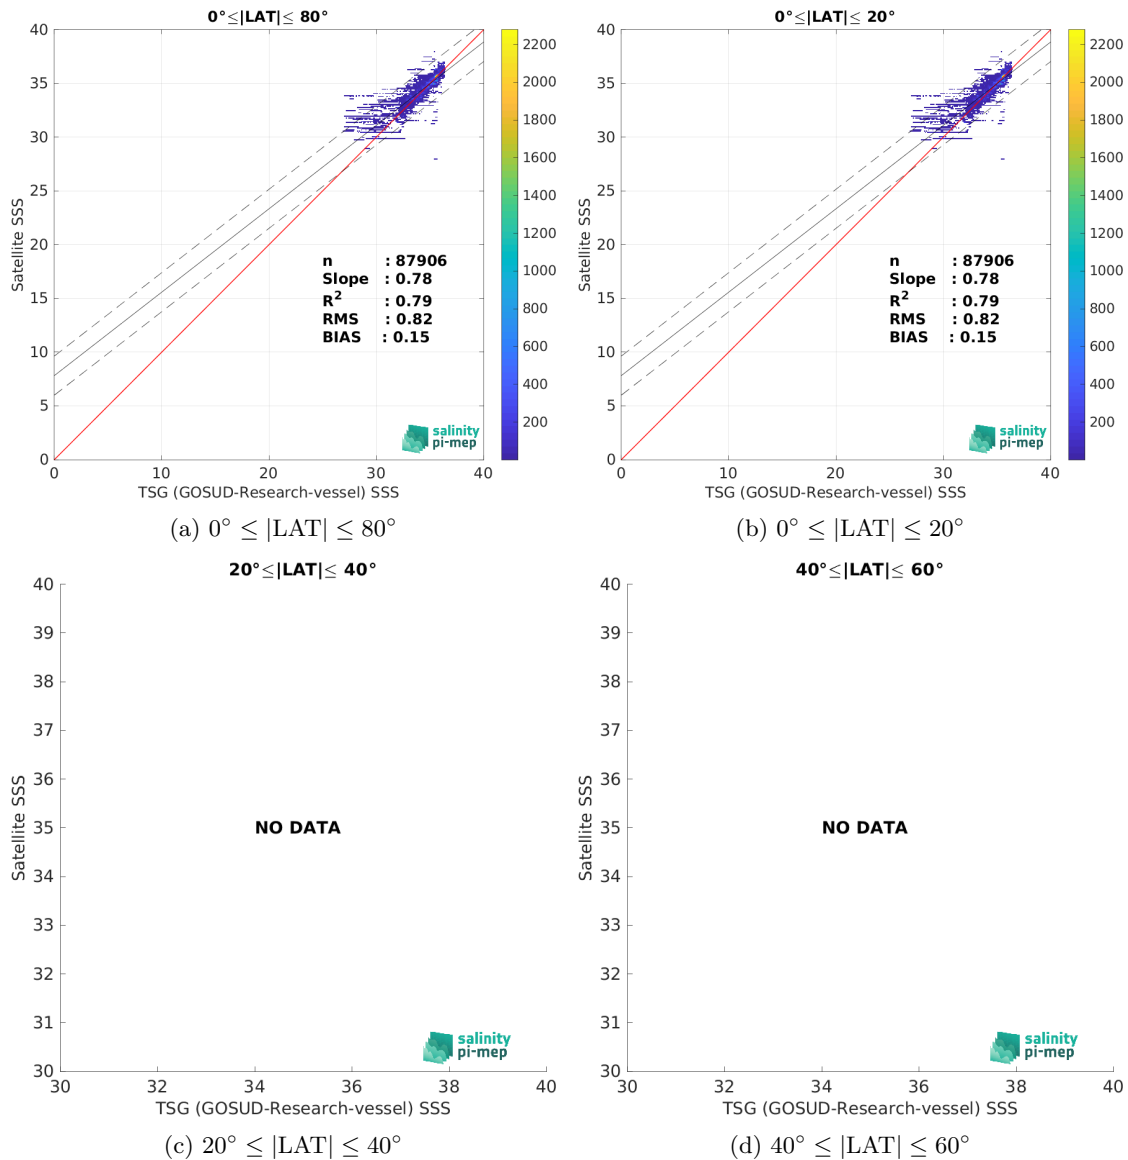 0°≤|LAT|≤ 80°
40
35
30
25
20
15
10
5
0
0
10
20
30
40
Satellite SSS
TSG (GOSUD-Research-vessel) SSS
n : 87906
Slope : 0.78
R² : 0.79
RMS : 0.82
BIAS : 0.15
salinity
pi-mep
2200
2000
1800
1600
1400
1200
1000
800
600
400
200
(a) 0° ≤ |LAT| ≤ 80°
0°≤|LAT|≤ 20°
40
35
30
25
20
15
10
5
0
0
10
20
30
40
Satellite SSS
TSG (GOSUD-Research-vessel) SSS
n : 87906
Slope : 0.78
R² : 0.79
RMS : 0.82
BIAS : 0.15
salinity
pi-mep
2200
2000
1800
1600
1400
1200
1000
800
600
400
200
(b) 0° ≤ |LAT| ≤ 20°
20°≤|LAT|≤ 40°
40
39
38
37
36
35
34
33
32
31
30
30
32
34
36
38
40
Satellite SSS
NO DATA
salinity
pi-mep
TSG (GOSUD-Research-vessel) SSS
(c) 20° ≤ |LAT| ≤ 40°
40°≤|LAT|≤ 60°
40
39
38
37
36
35
34
33
32
31
30
30
32
34
36
38
40
Satellite SSS
NO DATA
salinity
pi-mep
TSG (GOSUD-Research-vessel) SSS
(d) 40° ≤ |LAT| ≤ 60°